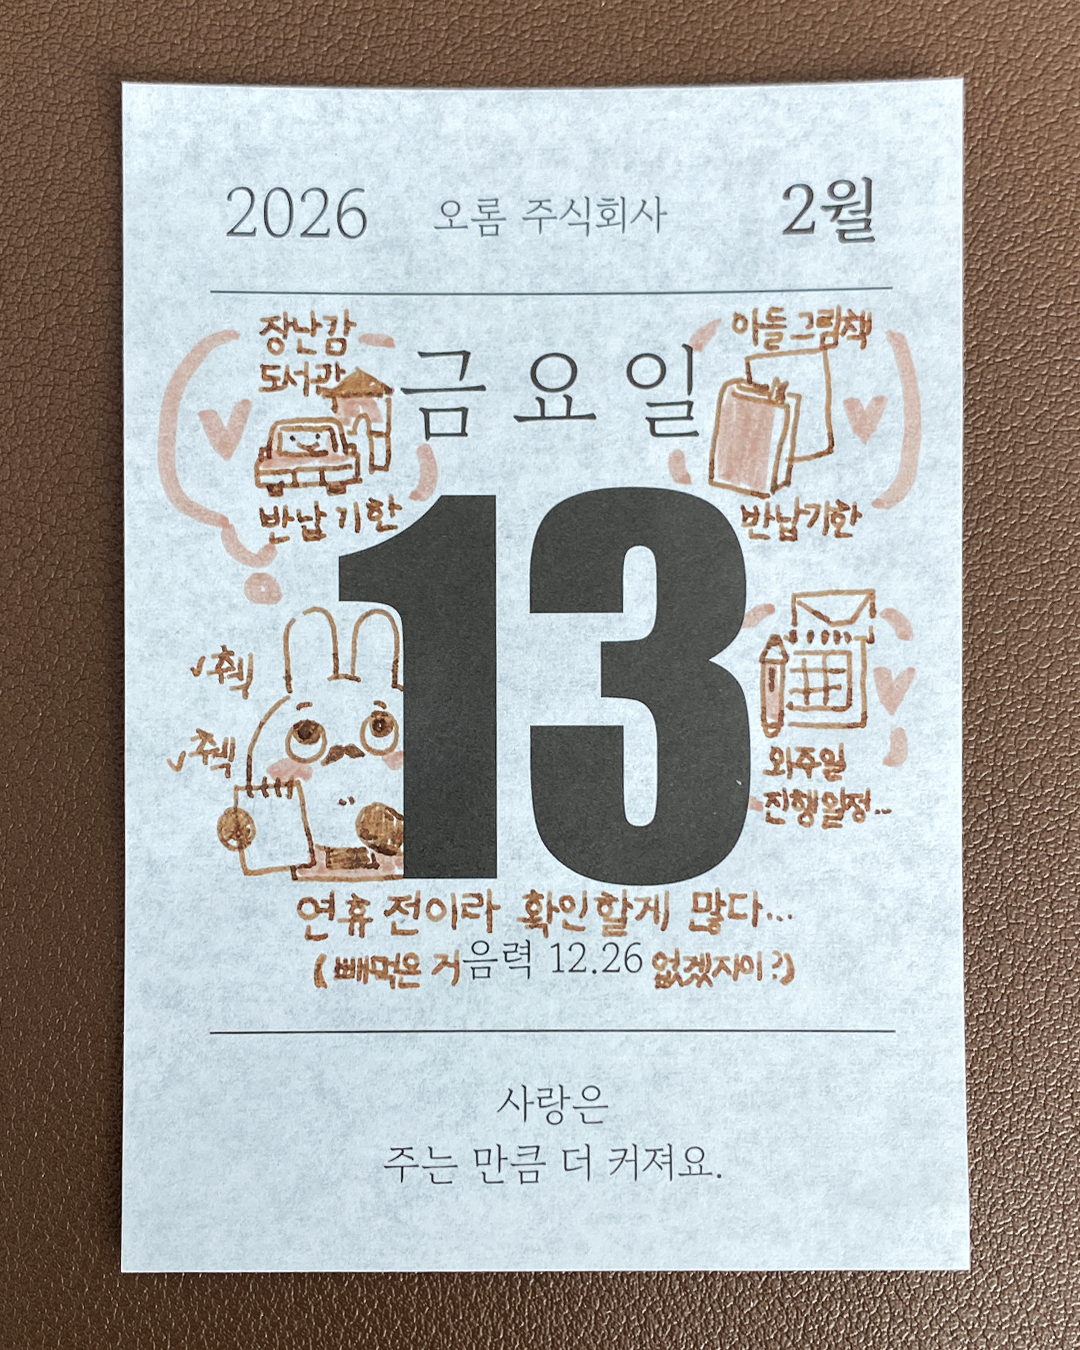 2026 오롬 주식회사 2월
장난감
도서관
반납 기한
금요일
아들 그림책
반납기한
13
✓췍
✓췍
외주일
진행일정..
연휴 전이라 확인할게 많다...
(빼먹은 거 음력 12.26 없겠지이?)
사랑은
주는 만큼 더 커져요.